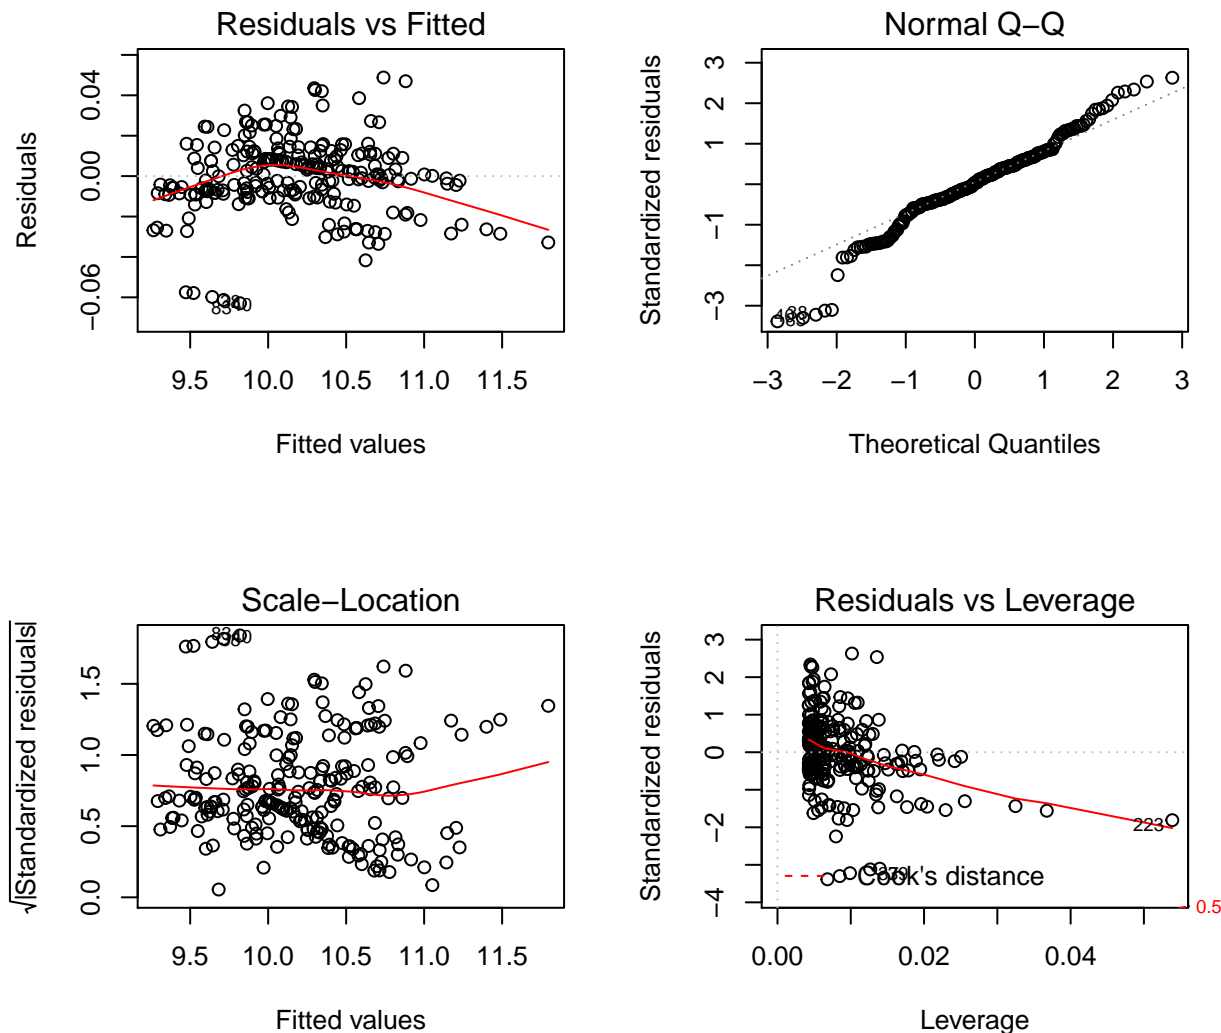 Residuals vs Fitted
Residuals
−0.06 0.00 0.04
9.5 10.0 10.5 11.0 11.5
Fitted values
Normal Q−Q
Standardized residuals
−3 −1 1 2 3
−3 −2 −1 0 1 2 3
Theoretical Quantiles
Scale−Location
√|Standardized residuals|
0.0 0.5 1.0 1.5
9.5 10.0 10.5 11.0 11.5
Fitted values
Residuals vs Leverage
Standardized residuals
−4 −2 0 1 2 3
223
Cook's distance
0.5
0.00 0.02 0.04
Leverage